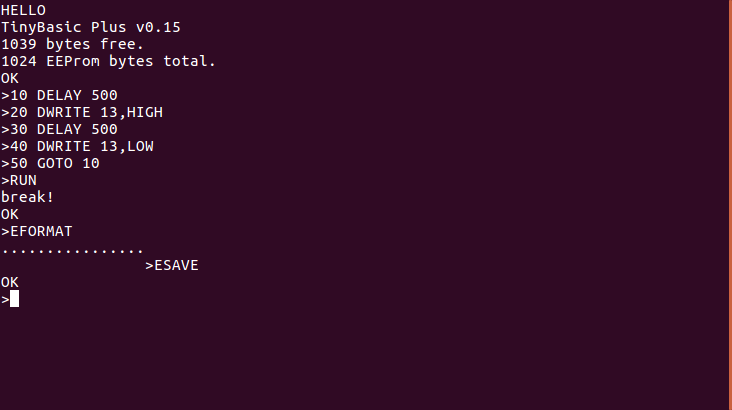 HELLO
TinyBasic Plus v0.15
1039 bytes free.
1024 EEProm bytes total.
OK
>10 DELAY 500
>20 DWRITE 13,HIGH
>30 DELAY 500
>40 DWRITE 13,LOW
>50 GOTO 10
>RUN
break!
OK
>EFORMAT
................
>ESAVE
OK
>